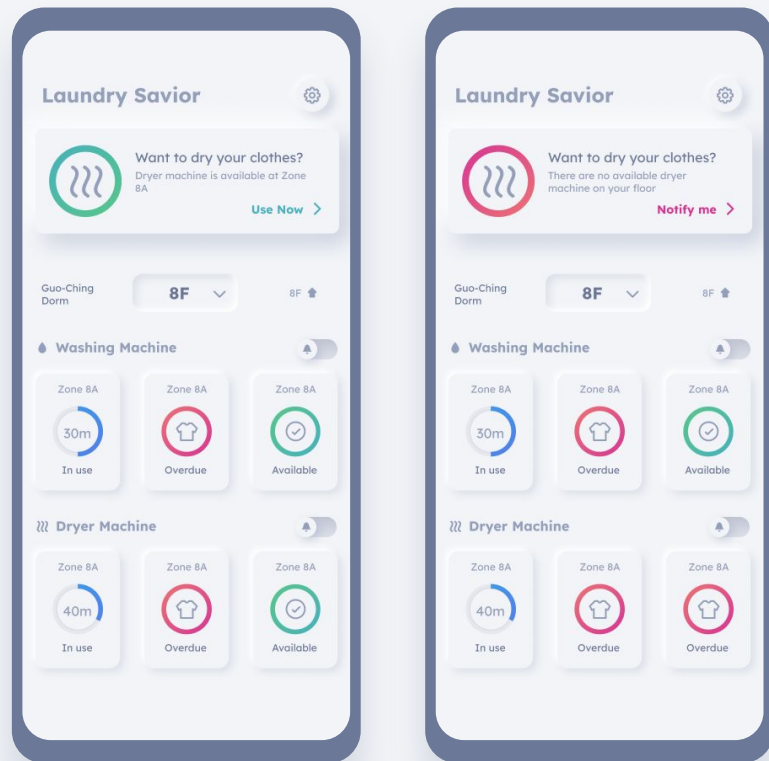 Laundry Savior
Want to dry your clothes?
Dryer machine is available at Zone
8A
Use Now
Guo-Ching
Dorm
8F
8F
Washing Machine
Zone 8A
30m
In use
Zone 8A
Overdue
Zone 8A
Available
Dryer Machine
Zone 8A
40m
In use
Zone 8A
Overdue
Zone 8A
Available
Laundry Savior
Want to dry your clothes?
There are no available dryer
machine on your floor
Notify me
Guo-Ching
Dorm
8F
8F
Washing Machine
Zone 8A
30m
In use
Zone 8A
Overdue
Zone 8A
Available
Dryer Machine
Zone 8A
40m
In use
Zone 8A
Overdue
Zone 8A
Overdue